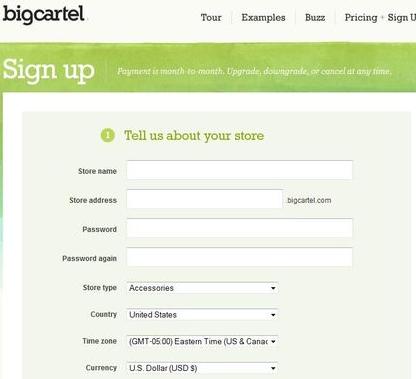 bigcartel
Tour Examples Buzz Pricing + Sign U
Sign up Payment is month-to-month. Upgrade, downgrade, or cancel at any time.
1 Tell us about your store
Store name
Store address .bigcartel.com
Password
Password again
Store type Accessories
Country United States
Time zone (GMT-05:00) Eastern Time (US & Canad
Currency U.S. Dollar (USD $)